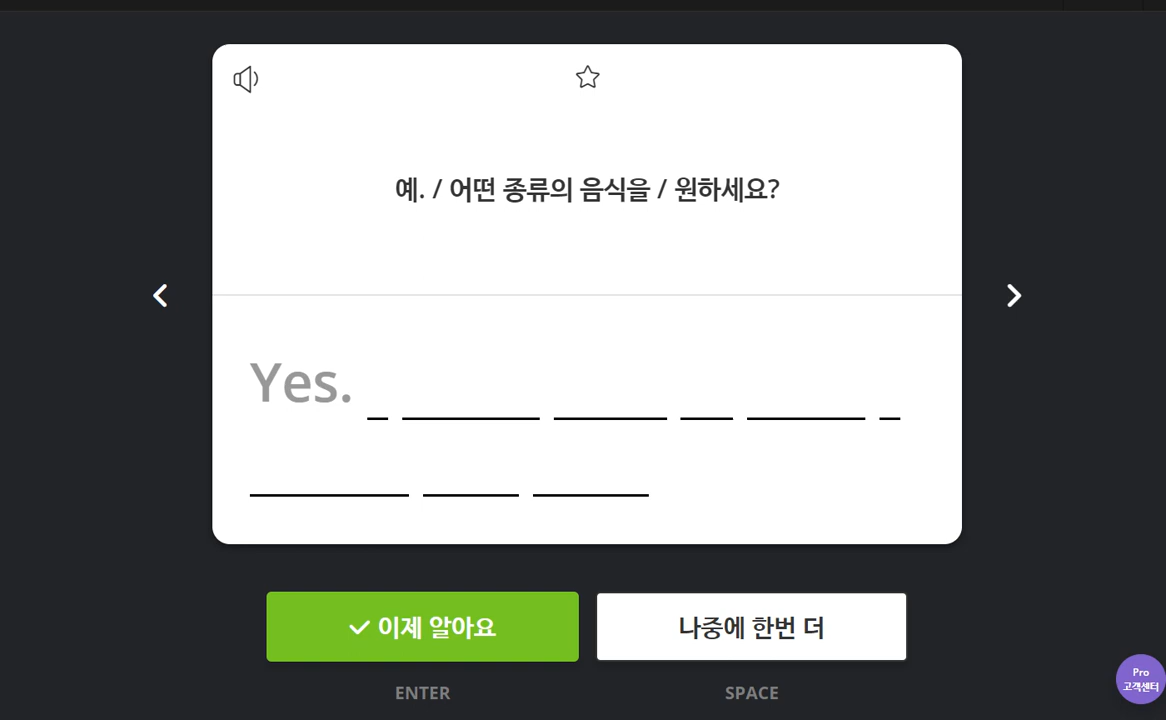 예. / 어떤 종류의 음식을 / 원하세요?
Yes.
이제 알아요
나중에 한번 더
ENTER
SPACE
Pro
고객센터